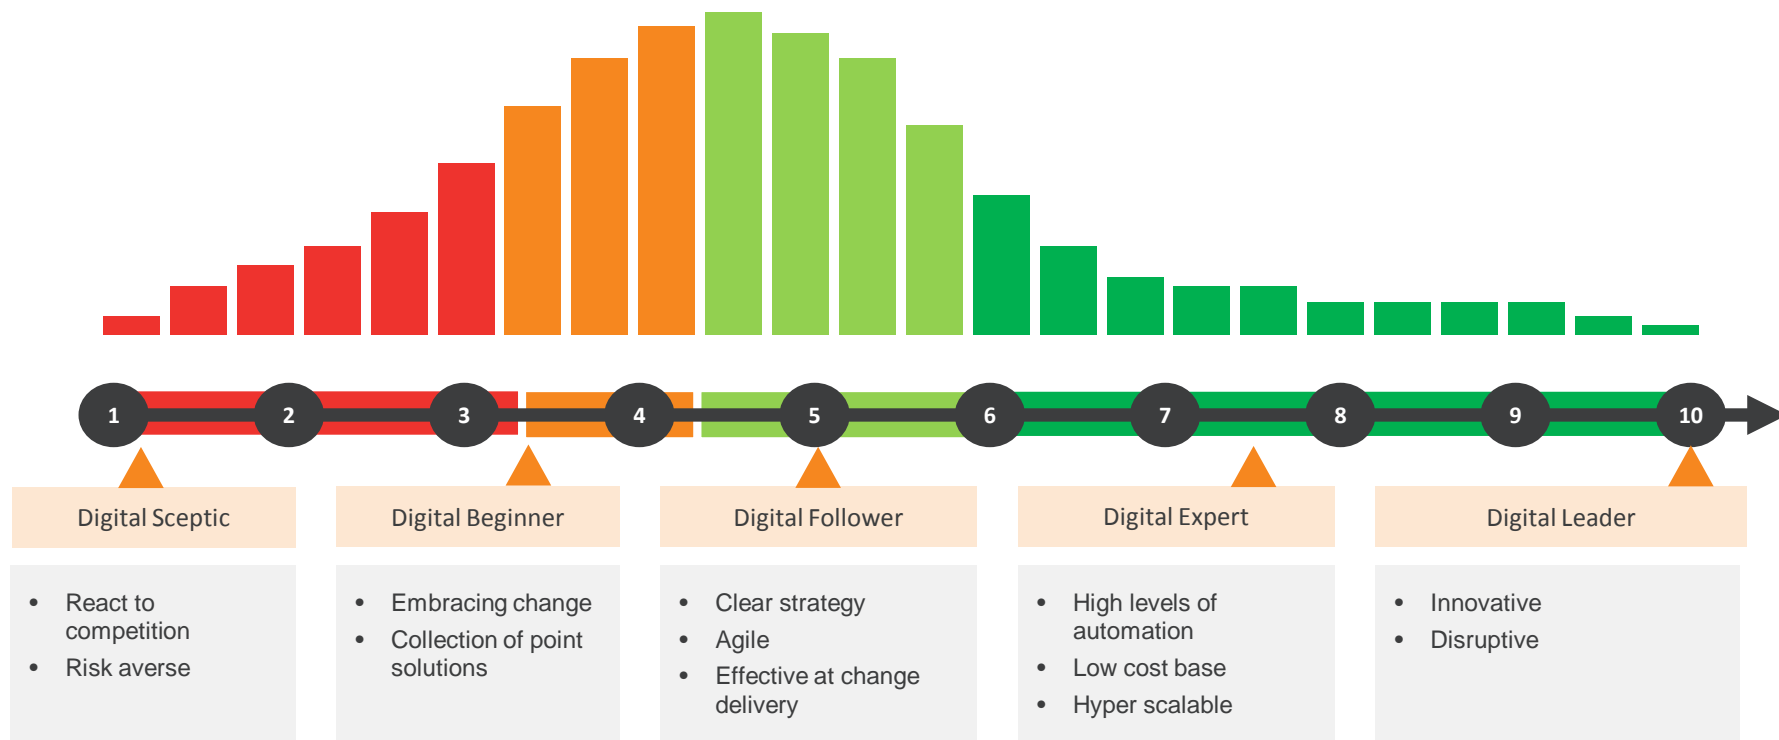 1 2 3 4 5 6 7 8 9 10
Digital Sceptic
• React to
competition
• Risk averse
Digital Beginner
• Embracing change
• Collection of point
solutions
Digital Follower
• Clear strategy
• Agile
• Effective at change
delivery
Digital Expert
• High levels of
automation
• Low cost base
• Hyper scalable
Digital Leader
• Innovative
• Disruptive